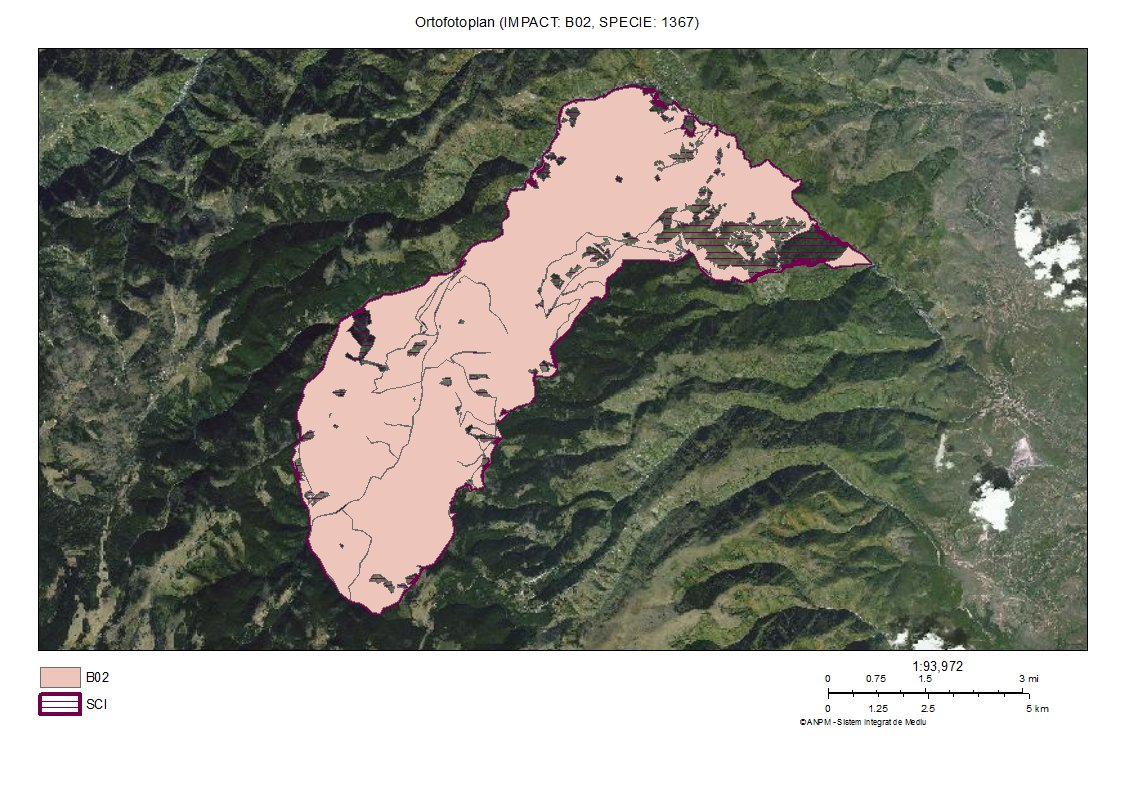 Ortofotoplan (IMPACT: B02, SPECIE: 1367)
B02
SCI
1:93,972
0 0.75 1.5 3 mi
0 1.25 2.5 5 km
©ANPM - Sistem Integrat de Mediu